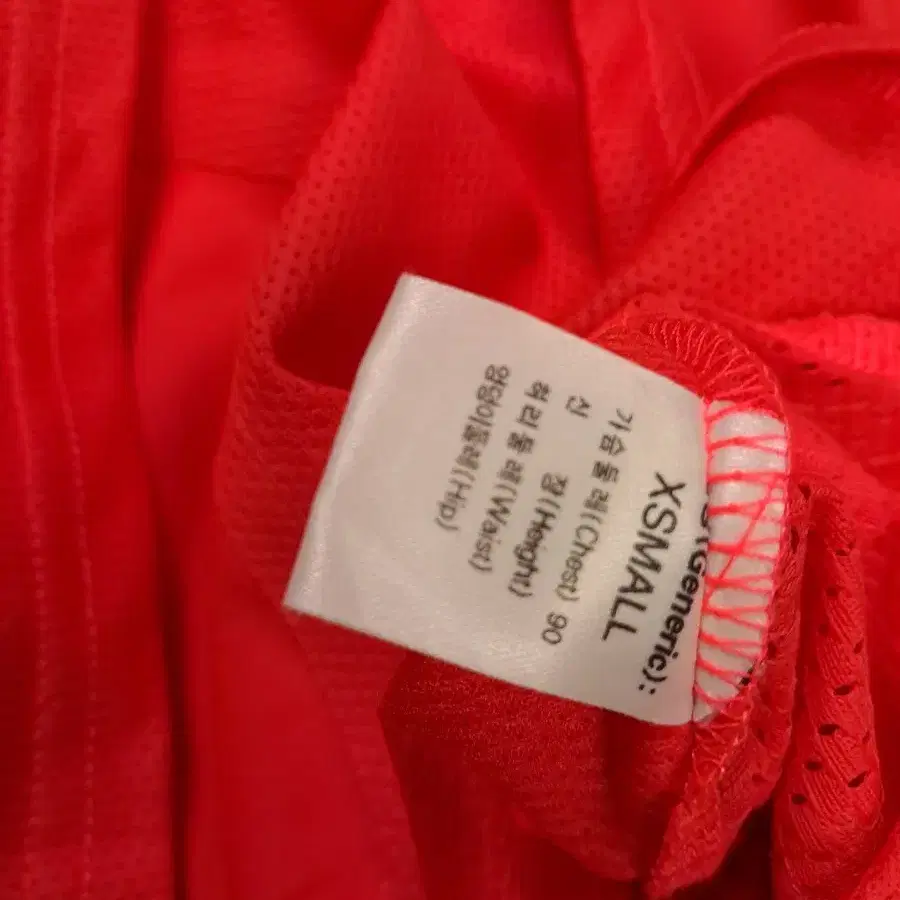 (Generic):
XSMALL
가슴둘레(Chest) 90
신 장(Height)
허리둘레(Waist)
엉덩이둘레(Hip)